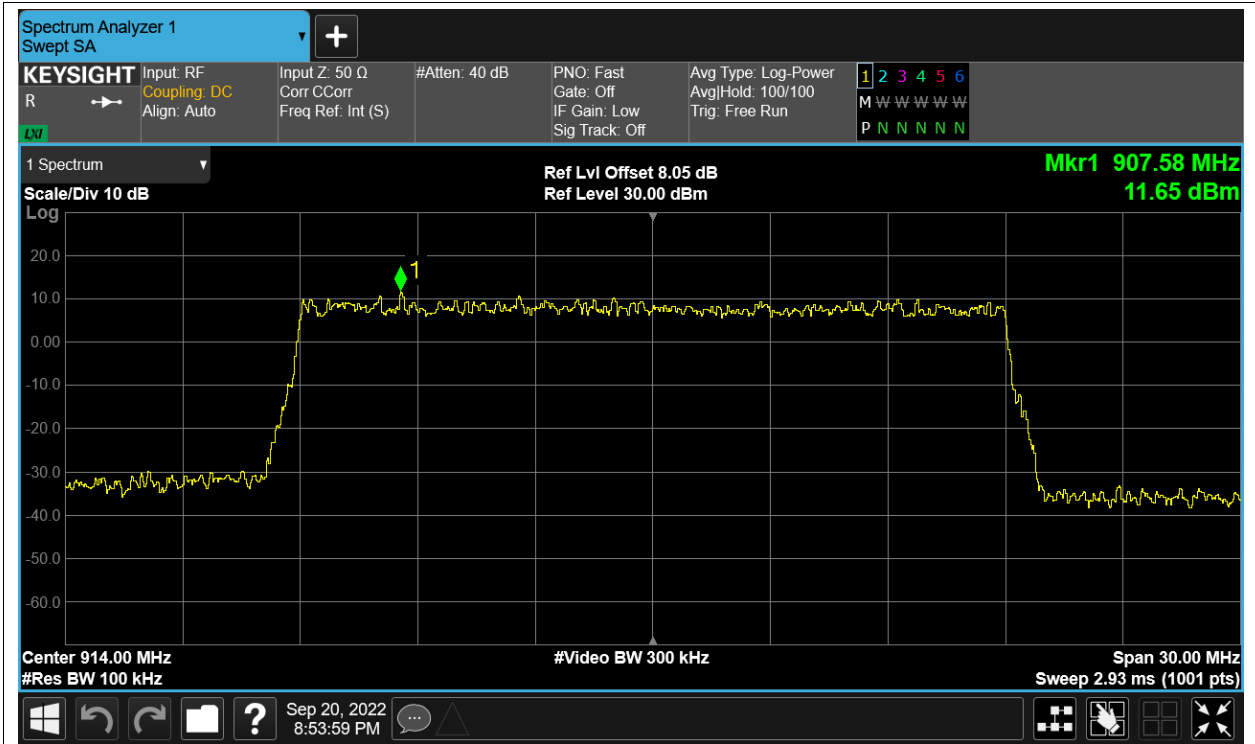 Spectrum Analyzer 1
Swept SA
KEYSIGHT
R
LXI
Input: RF
Coupling: DC
Align: Auto
Input Z: 50 Ω
Corr CCorr
Freq Ref: Int (S)
#Atten: 40 dB
PNO: Fast
Gate: Off
IF Gain: Low
Sig Track: Off
Avg Type: Log-Power
Avg|Hold: 100/100
Trig: Free Run
1 2 3 4 5 6
M W W W W W
P N N N N N
1 Spectrum
Scale/Div 10 dB
Log
Ref Lvl Offset 8.05 dB
Ref Level 30.00 dBm
Mkr1 907.58 MHz
11.65 dBm
1
20.0
10.0
0.00
-10.0
-20.0
-30.0
-40.0
-50.0
-60.0
Center 914.00 MHz
#Res BW 100 kHz
#Video BW 300 kHz
Span 30.00 MHz
Sweep 2.93 ms (1001 pts)
?
Sep 20, 2022
8:53:59 PM